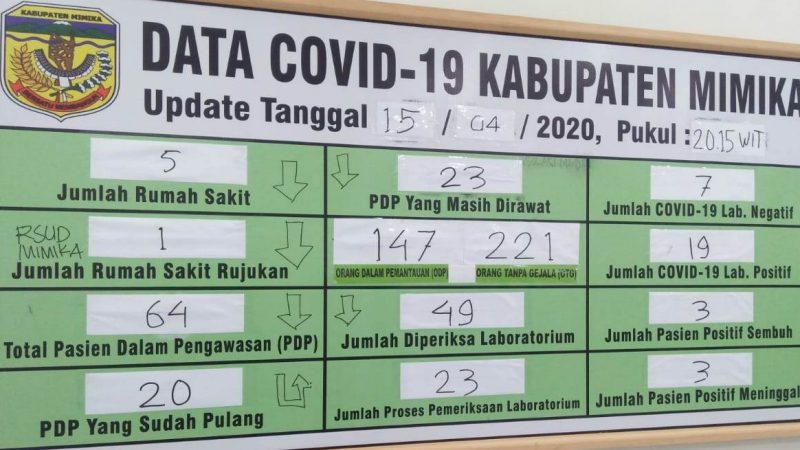 KABUPATEN MIMIKA
DATA COVID-19 KABUPATEN MIMIKA
Update Tanggal 15 / 04 / 2020, Pukul : 20.15 WIT
5
Jumlah Rumah Sakit
23
PDP Yang Masih Dirawat
7
Jumlah COVID-19 Lab. Negatif
RSUD
MIMIKA
1
Jumlah Rumah Sakit Rujukan
147
ORANG DALAM PEMANTAUAN (ODP)
221
ORANG TANPA GEJALA (OTG)
19
Jumlah COVID-19 Lab. Positif
64
Total Pasien Dalam Pengawasan (PDP)
49
Jumlah Diperiksa Laboratorium
3
Jumlah Pasien Positif Sembuh
20
PDP Yang Sudah Pulang
23
Jumlah Proses Pemeriksaan Laboratorium
3
Jumlah Pasien Positif Meninggal